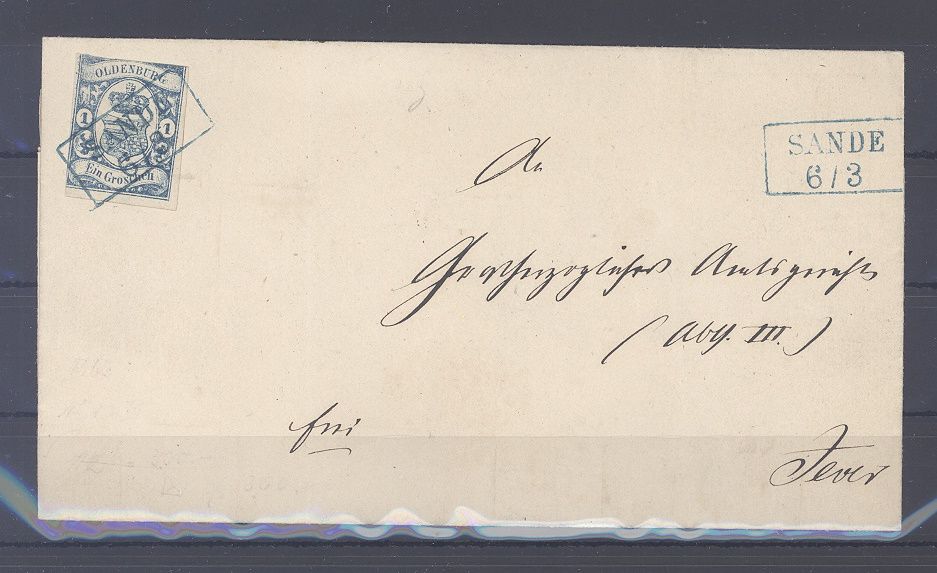 OLDENBURG
1 1
Ein Groschen
SANDE
6/3
An
Großherzogliches Amtsgericht
(Abth. III.)
frei
Jever